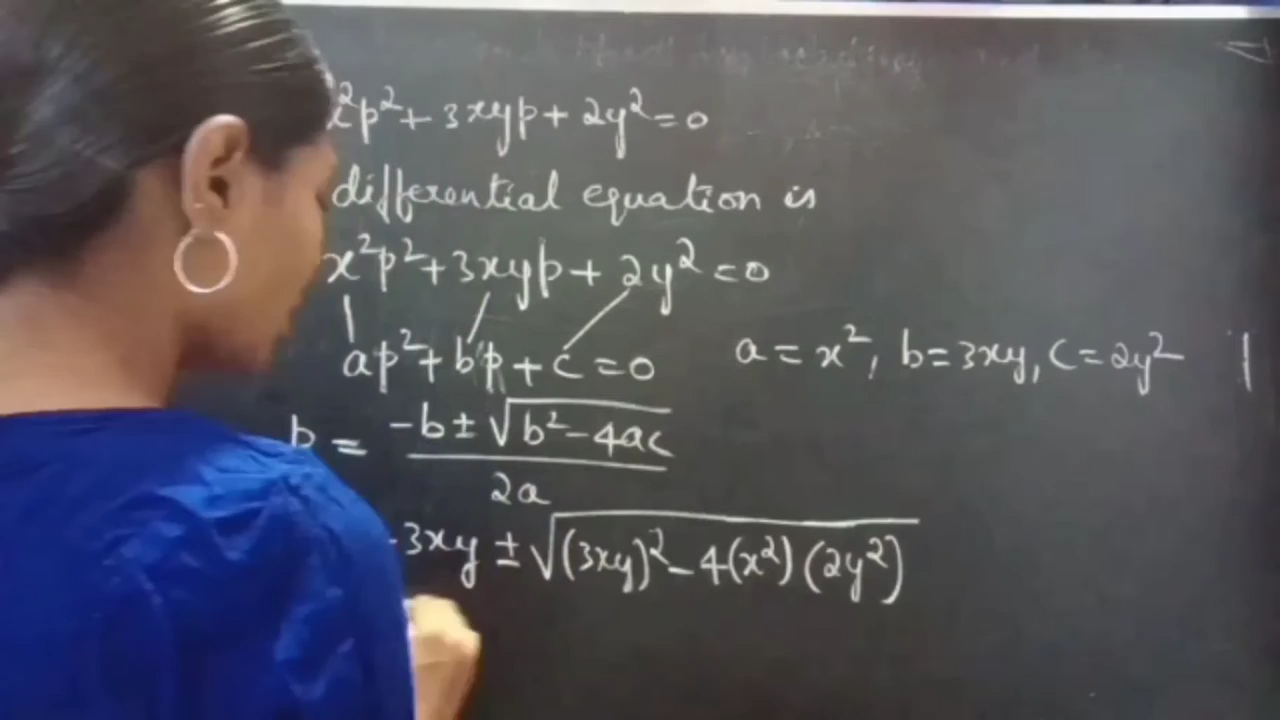 x²p² + 3xyp + 2y² = 0
differential equation is
x²p² + 3xyp + 2y² = 0
ap² + bp + c = 0 a = x², b = 3xy, c = 2y²
p = -b ± √(b² - 4ac)
2a
-3xy ± √((3xy)² - 4(x²)(2y²))